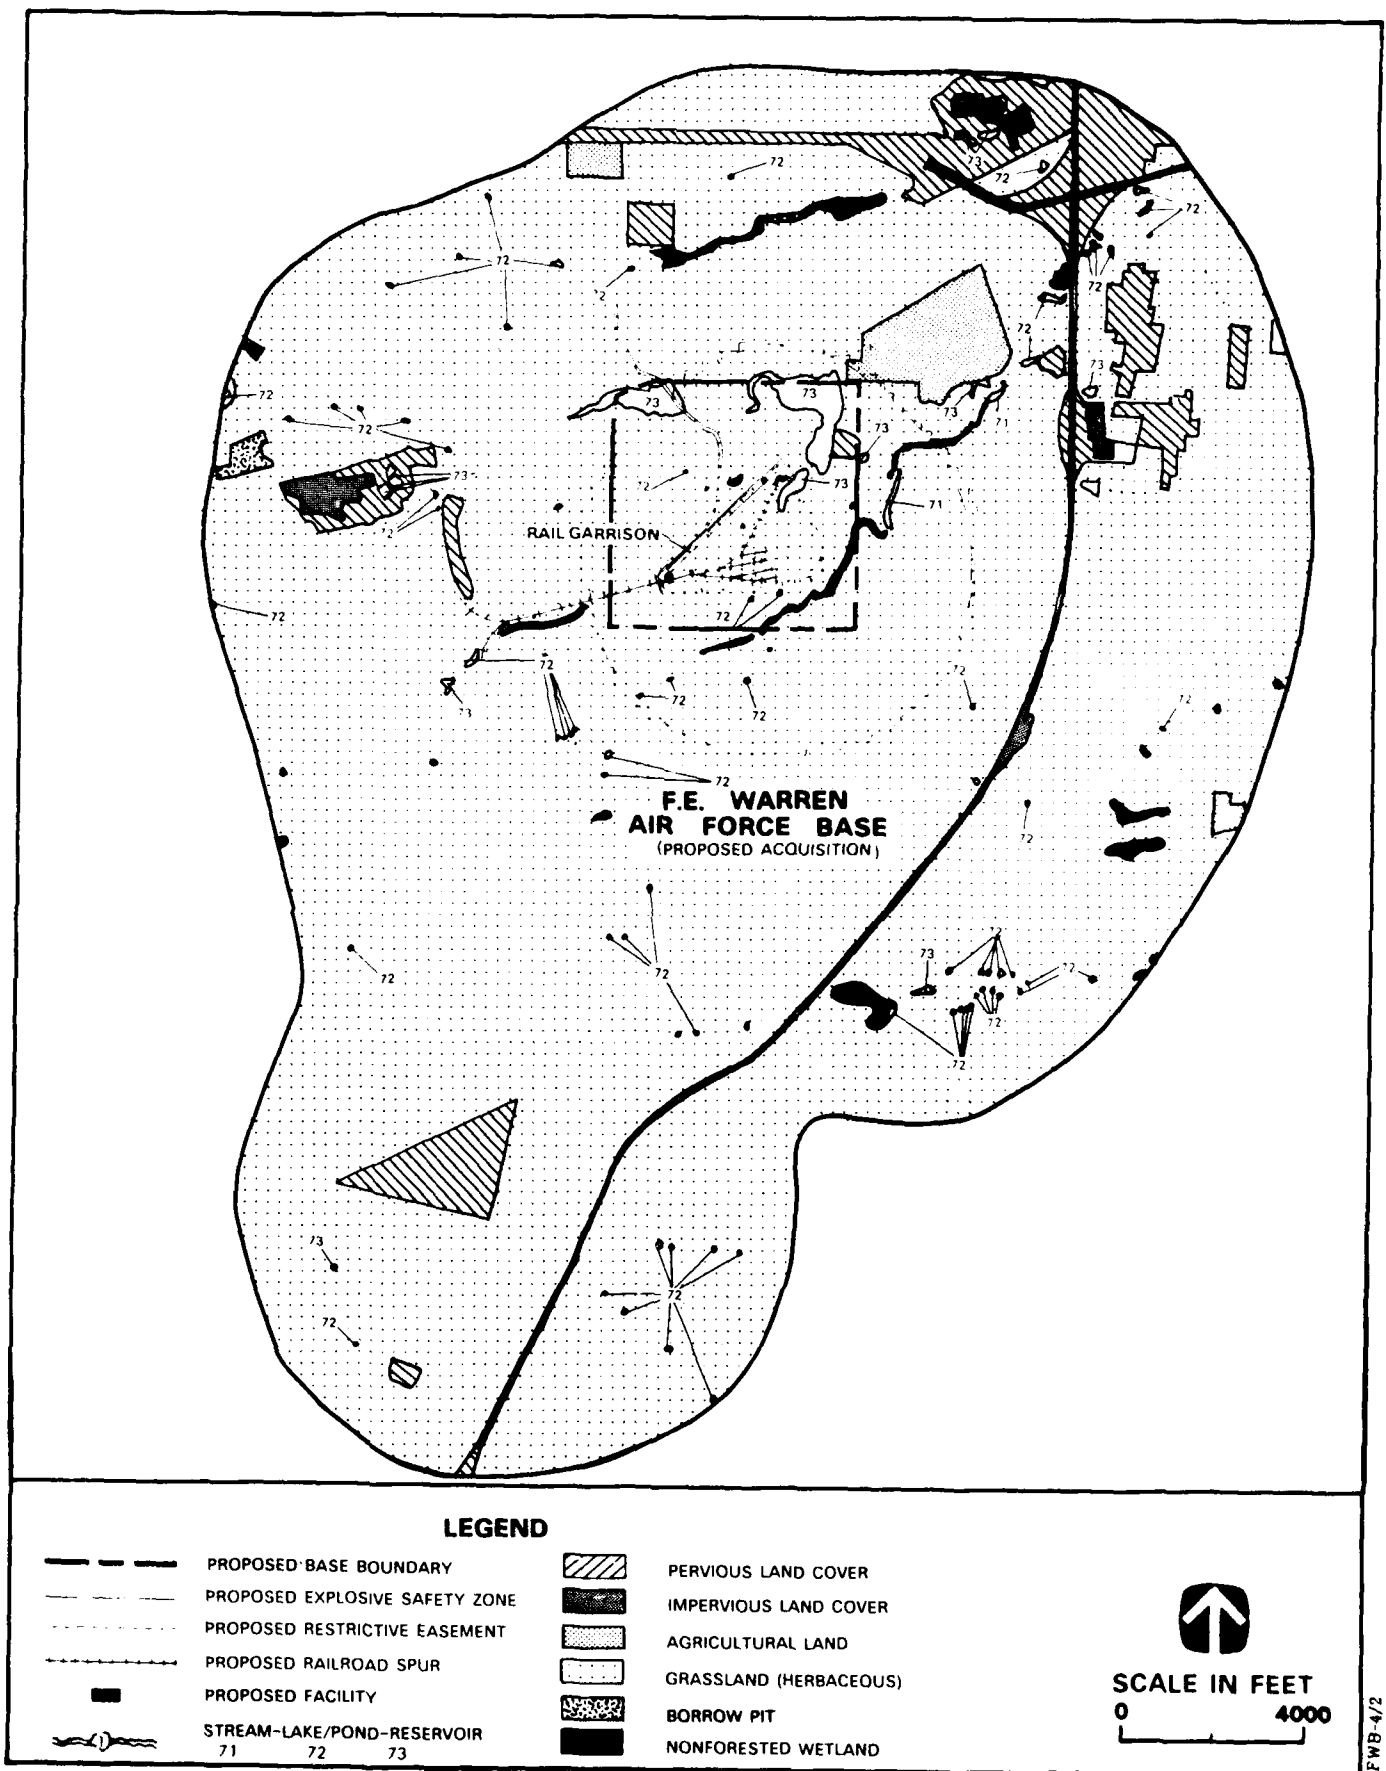 72
73
72
72
72
72
72
72
73
73
73
73
71
72
72
73
72
73
71
72
RAIL GARRISON
72
72
72
73
72
72
72
72
72
F.E. WARREN
AIR FORCE BASE
(PROPOSED ACQUISITION)
72
72
73
72
72
72
72
72
73
72
72
LEGEND
PROPOSED BASE BOUNDARY
PROPOSED EXPLOSIVE SAFETY ZONE
PROPOSED RESTRICTIVE EASEMENT
PROPOSED RAILROAD SPUR
PROPOSED FACILITY
STREAM-LAKE/POND-RESERVOIR
71 72 73
PERVIOUS LAND COVER
IMPERVIOUS LAND COVER
AGRICULTURAL LAND
GRASSLAND (HERBACEOUS)
BORROW PIT
NONFORESTED WETLAND
SCALE IN FEET
0 4000
FWB-4/2